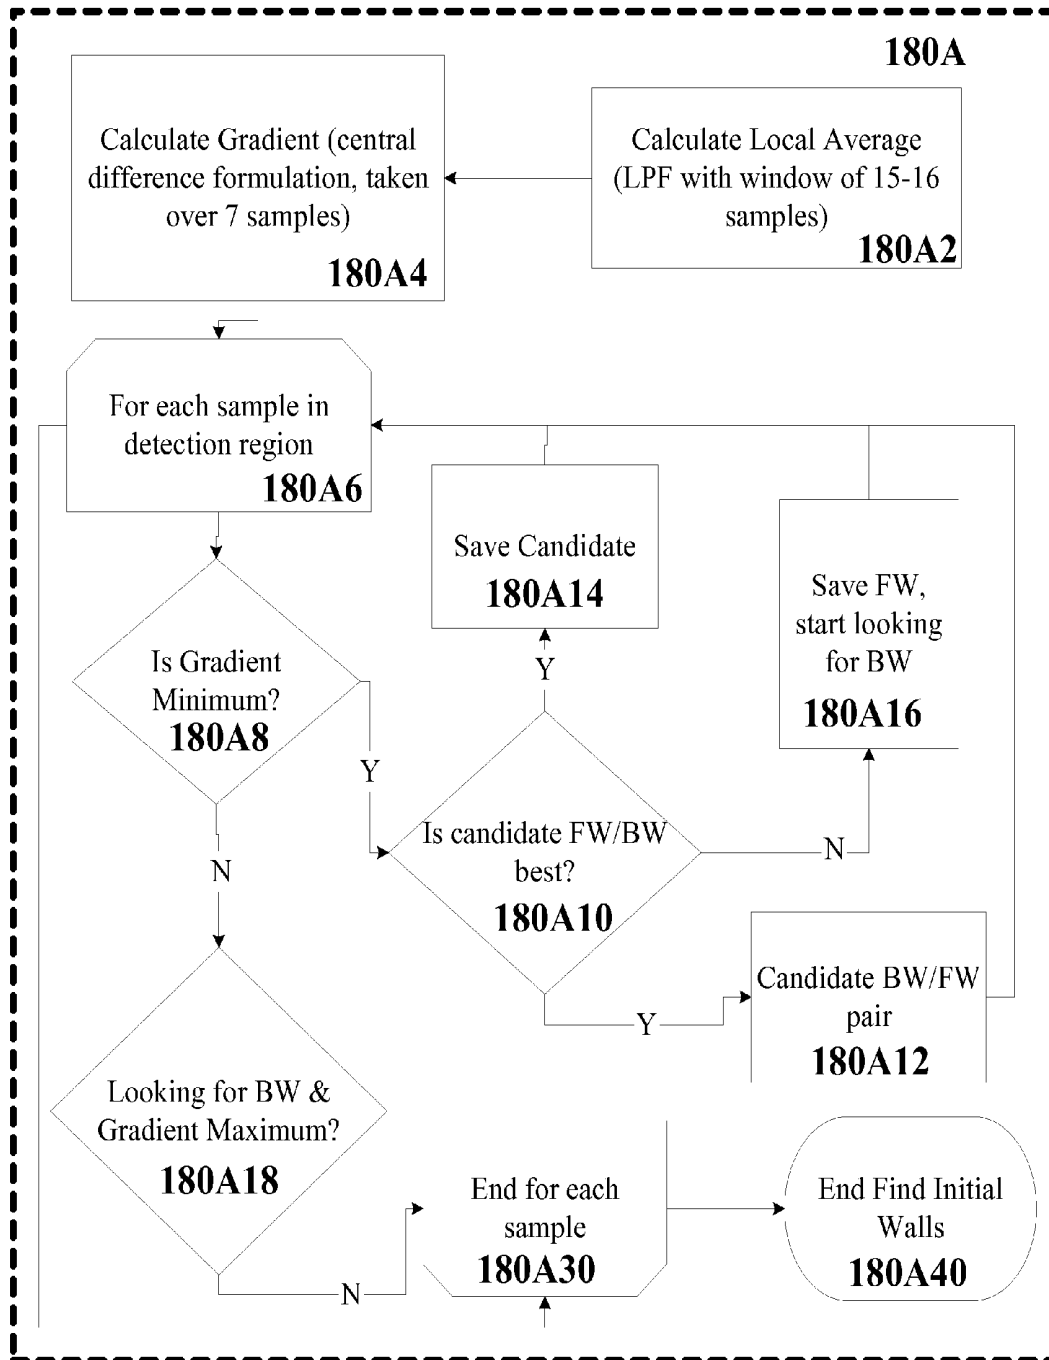 180A
Calculate Gradient (central
difference formulation, taken
over 7 samples)
180A4
Calculate Local Average
(LPF with window of 15-16
samples)
180A2
For each sample in
detection region
180A6
Save Candidate
180A14
Save FW,
start looking
for BW
180A16
Is Gradient
Minimum?
180A8
Y
Y
N
Is candidate FW/BW
best?
180A10
N
Y
Candidate BW/FW
pair
180A12
Looking for BW &
Gradient Maximum?
180A18
N
End for each
sample
180A30
End Find Initial
Walls
180A40